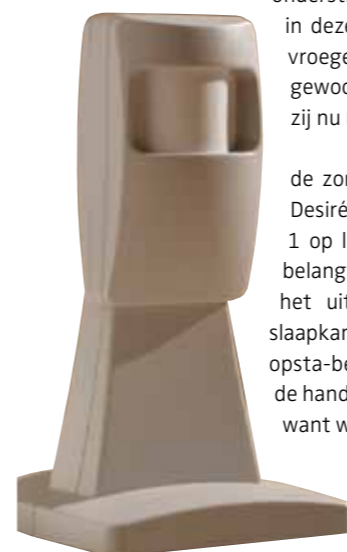 in deze
vroege
gewoo
zij nu
de zor
Desiré
1 op l
belang
het uit
slaapkar
opsta-be
de hand
want w